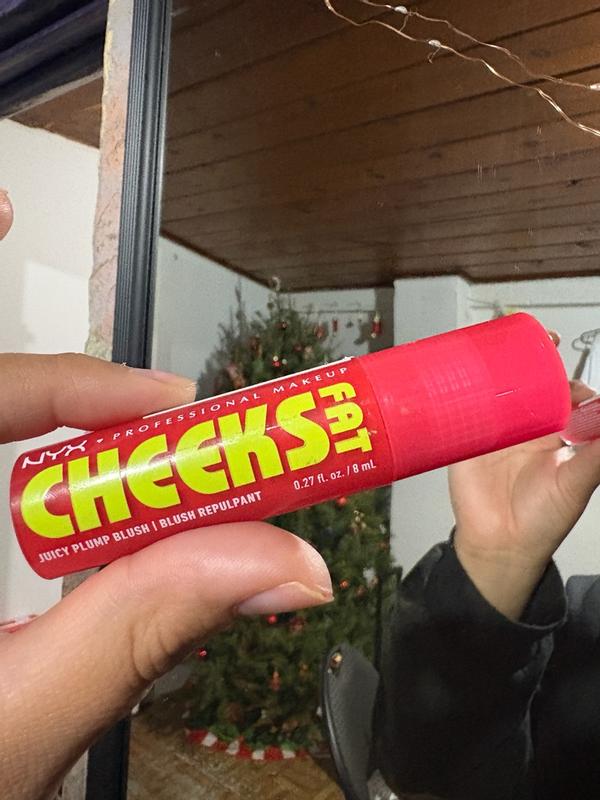 NYX • PROFESSIONAL MAKEUP
CHEEKS
FAT
0.27 fl. oz. / 8 mL
JUICY PLUMP BLUSH | BLUSH REPULPANT